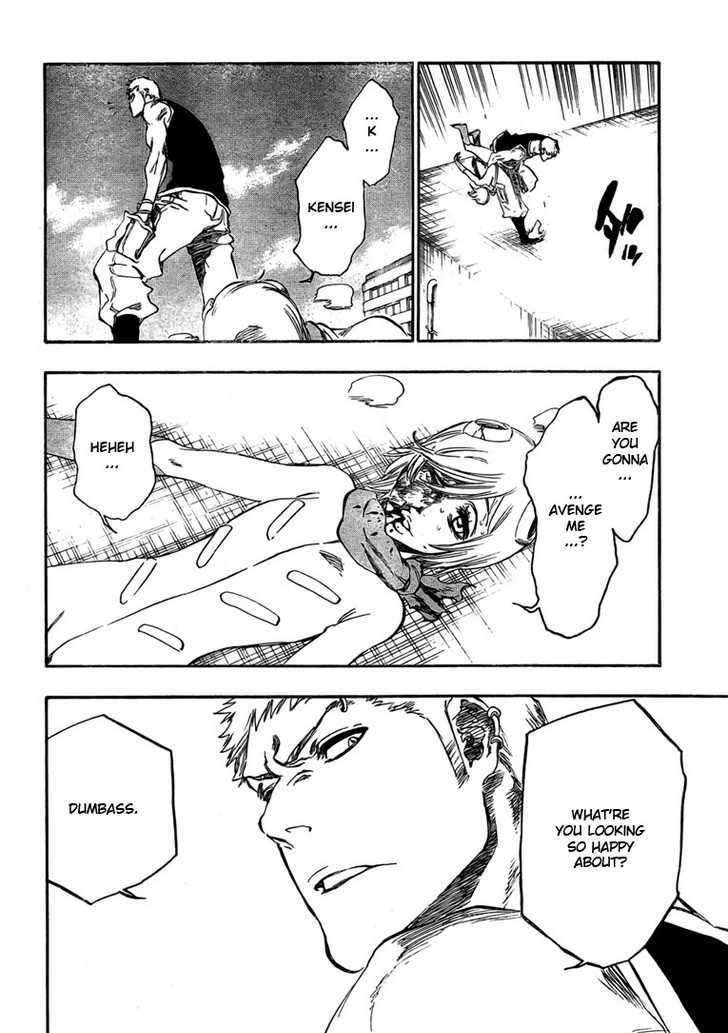 ...
K
...
KENSEI
...
ARE
YOU
GONNA
...
...
AVENGE
ME
...?
HEHEH
...
WHAT'RE
YOU LOOKING
SO HAPPY
ABOUT?
DUMBASS.